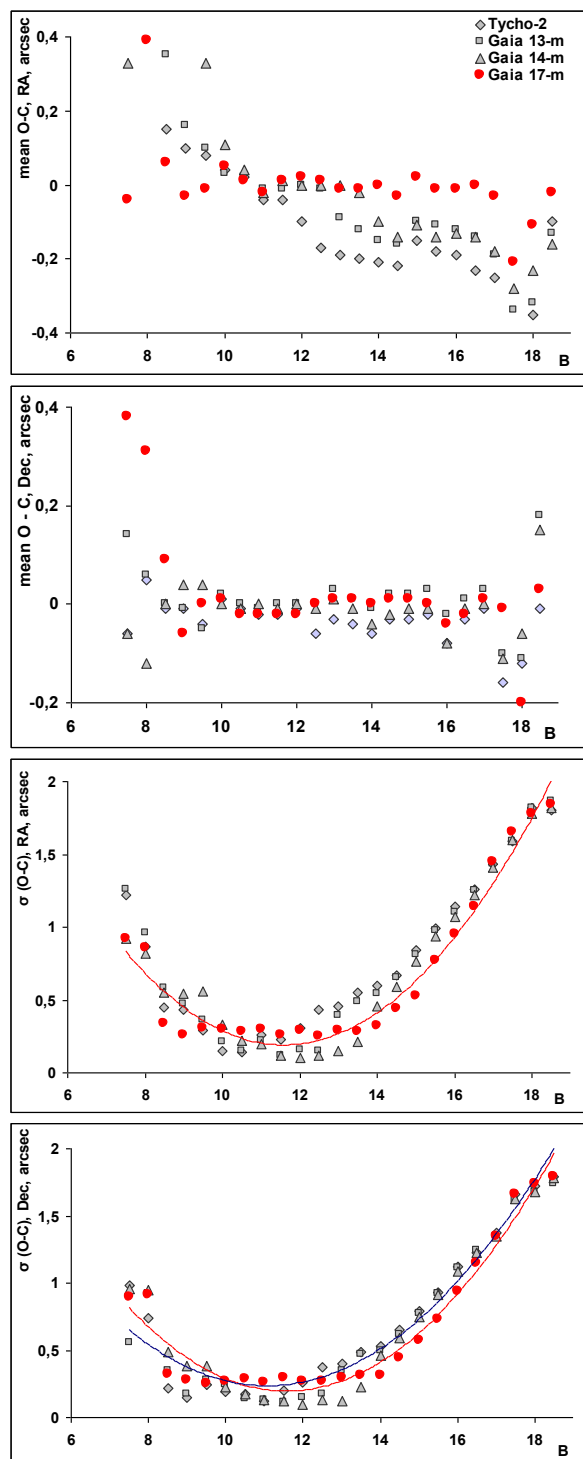 mean O-C, RA, arcsec
Tycho-2
Gaia 13-m
Gaia 14-m
Gaia 17-m
0,4
0,2
0
-0,2
-0,4
6 8 10 12 14 16 18 B
mean O - C, Dec, arcsec
0,4
0,2
0
-0,2
6 8 10 12 14 16 18 B
σ (O-C), RA, arcsec
2
1,5
1
0,5
0
6 8 10 12 14 16 18 B
σ (O-C), Dec, arcsec
2
1,5
1
0,5
0
6 8 10 12 14 16 18 B